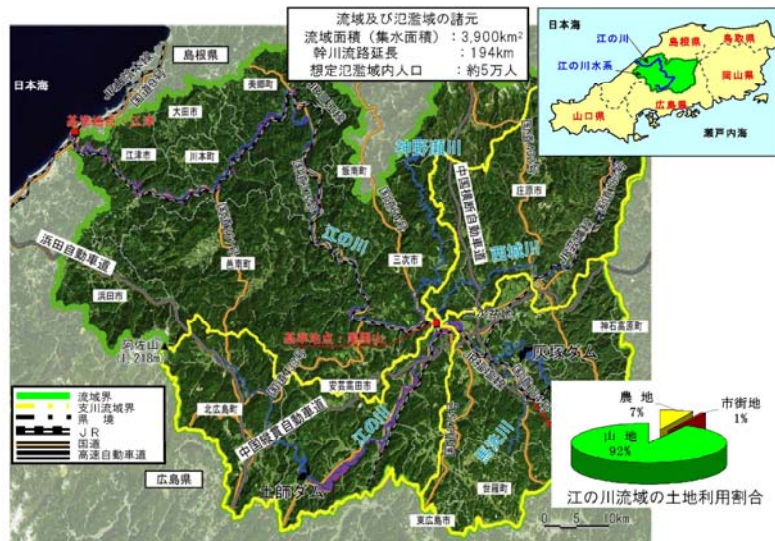 流域及び氾濫域の諸元
流域面積（集水面積）：3,900km²
幹川流路延長　　　：194km
想定氾濫域内人口　：約5万人
日本海
江の川
江の川水系
島根県
鳥取県
岡山県
広島県
山口県
瀬戸内海
島根県
日本海
国道9号
美郷町
大田市
基準地点：江津
江津市
川本町
飯南町
神野瀬川
中国横断自動車道
庄原市
江の川
西城川
浜田自動車道
邑南町
三次市
浜田市
神石高原町
阿佐山
1,218m
灰塚ダム
安芸高田市
流域界
支川流域界
県　境
ＪＲ
国道
高速自動車道
北広島町
中国縦貫自動車道
江の川
広島県
土師ダム
世羅町
東広島市
0　5　10km
農地
7%
市街地
1%
山地
92%
江の川流域の土地利用割合